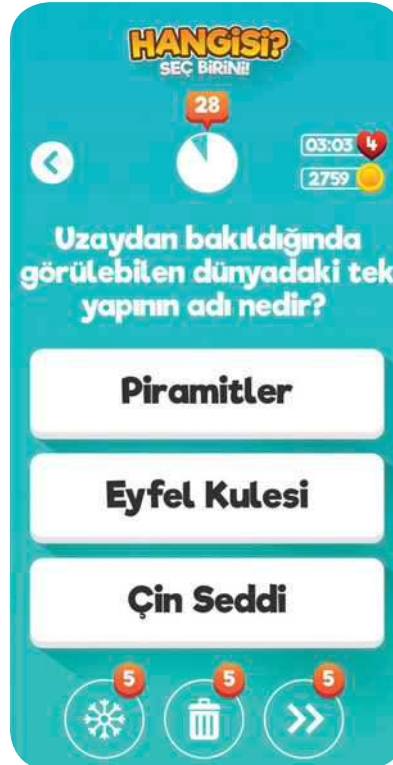 HANGİSİ?
SEÇ BİRİNİ!
28
03:03 4
2759
Uzaydan bakıldığında
görülebilen dünyadaki tek
yapının adı nedir?
Piramitler
Eyfel Kulesi
Çin Seddi
5 5 5